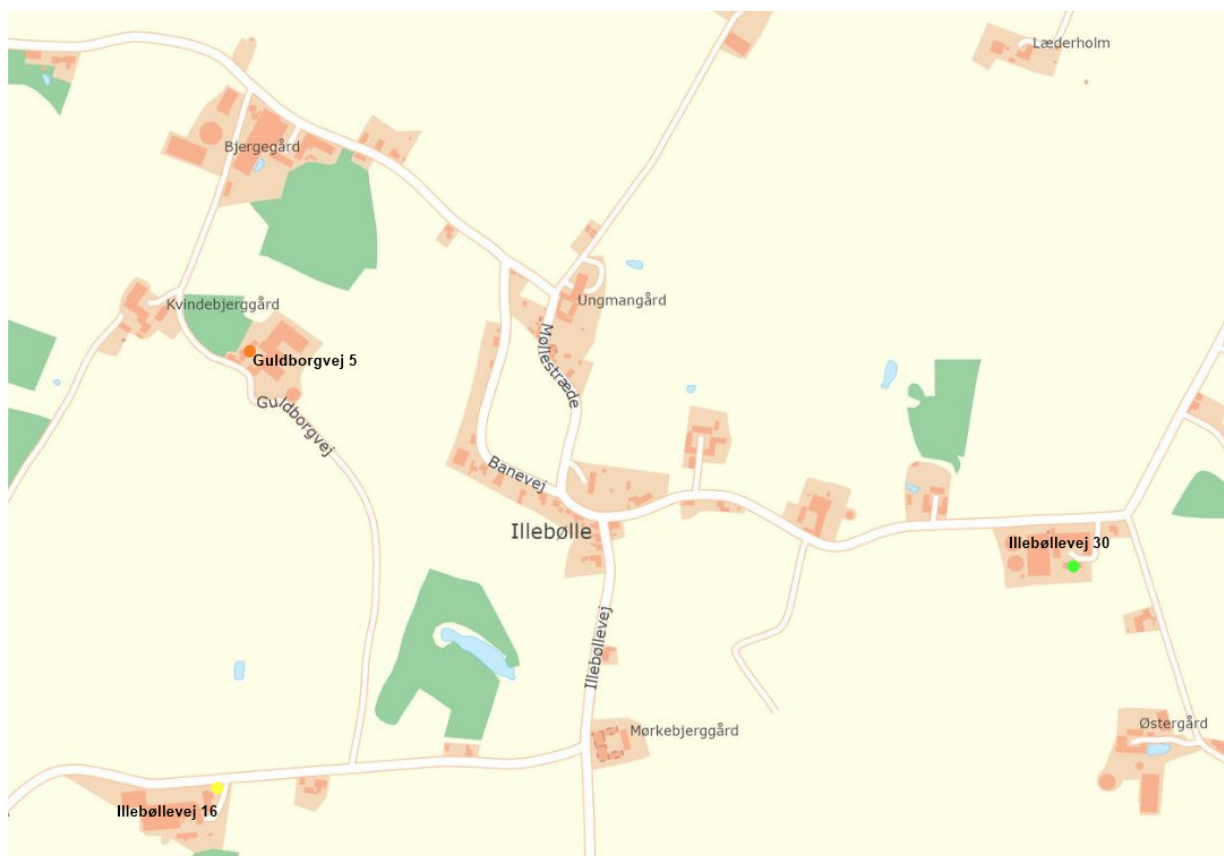 Læderholm
Bjergegård
Kvindebjerggård
Ungmangård
Guldborgvej 5
Møllestræde
Guldborgvej
Banevej
Illebølle
Illebøllevej 30
Illebøllevej
Mørkebjerggård
Østergård
Illebøllevej 16